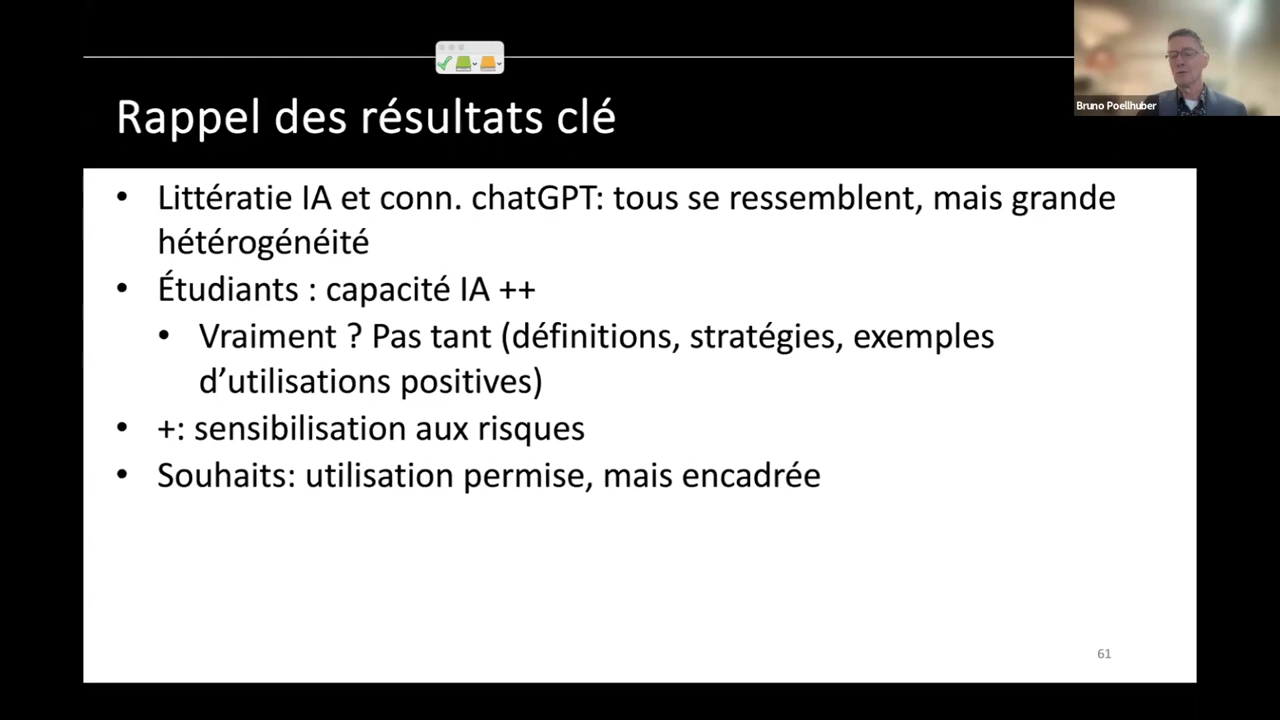 Bruno Poellhuber
Rappel des résultats clé
• Littératie IA et conn. chatGPT: tous se ressemblent, mais grande
hétérogénéité
• Étudiants : capacité IA ++
• Vraiment ? Pas tant (définitions, stratégies, exemples
d’utilisations positives)
• +: sensibilisation aux risques
• Souhaits: utilisation permise, mais encadrée
61